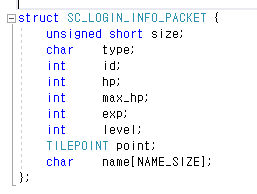 struct SC_LOGIN_INFO_PACKET {
unsigned short size;
char type;
int id;
int hp;
int max_hp;
int exp;
int level;
TILEPOINT point;
char name[NAME_SIZE];
};